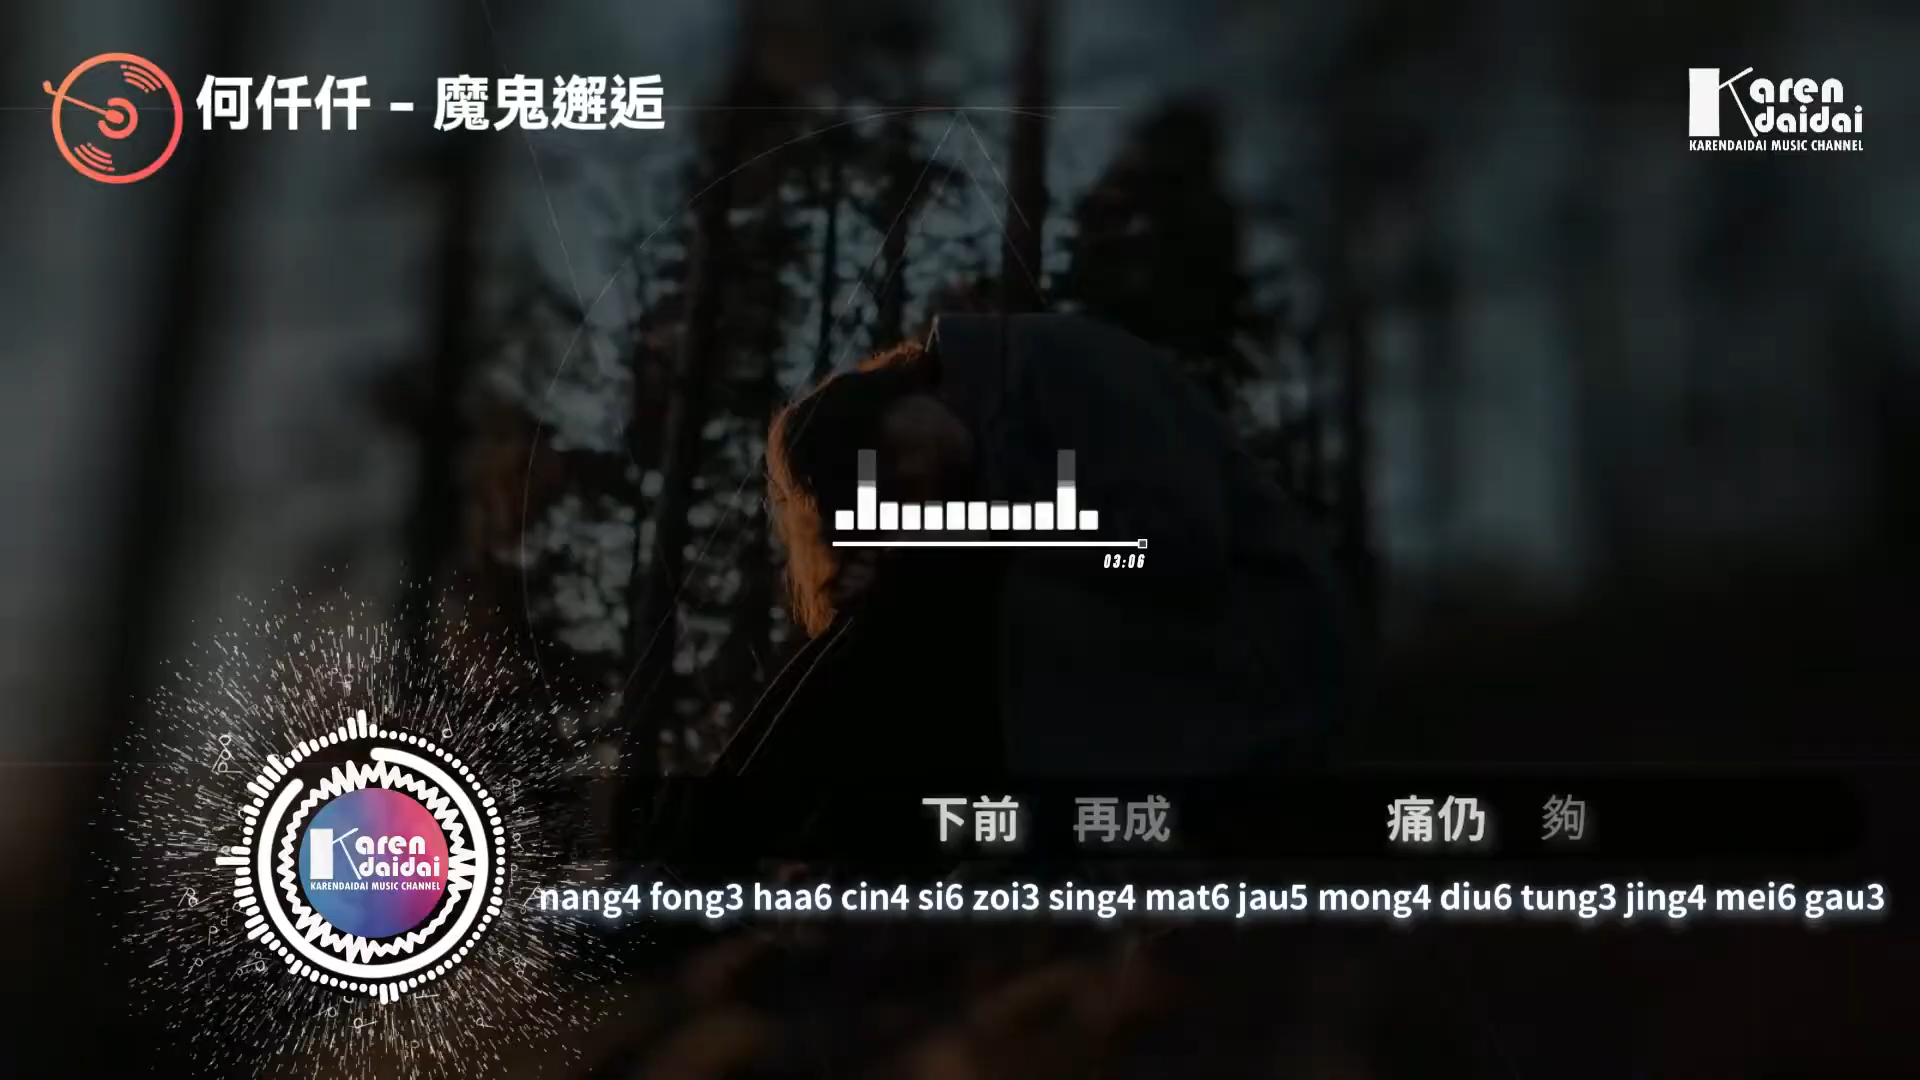 何仟仟 – 魔鬼邂逅
Karen
daidai
KARENDAIDAI MUSIC CHANNEL
03:06
下前 再成 痛仍 夠
nang4 fong3 haa6 cin4 si6 zoi3 sing4 mat6 jau5 mong4 diu6 tung3 jing4 mei6 gau3
Karen
daidai
KARENDAIDAI MUSIC CHANNEL